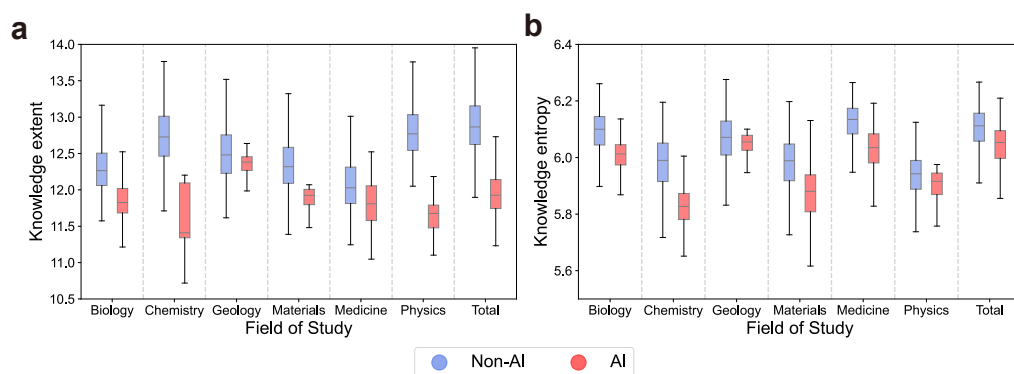 a
Knowledge extent
14.0
13.5
13.0
12.5
12.0
11.5
11.0
10.5
Biology Chemistry Geology Materials Medicine Physics Total
Field of Study
b
Knowledge entropy
6.4
6.2
6.0
5.8
5.6
Biology Chemistry Geology Materials Medicine Physics Total
Field of Study
Non-AI AI